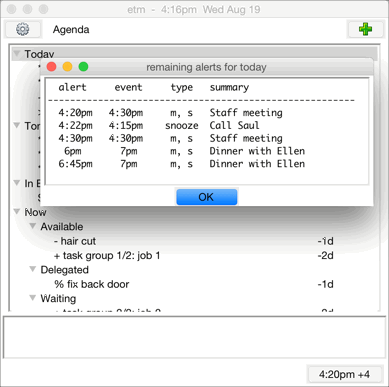 etm - 4:16pm Wed Aug 19
Agenda
Today
remaining alerts for today
alert event type summary
4:20pm 4:30pm m, s Staff meeting
4:22pm 4:15pm snooze Call Saul
4:30pm 4:30pm m, s Staff meeting
6pm 7pm m, s Dinner with Ellen
6:45pm 7pm m, s Dinner with Ellen
OK
Now
Available
- hair cut -1d
+ task group 1/2: job 1 -2d
Delegated
% fix back door -1d
Waiting
4:20pm +4